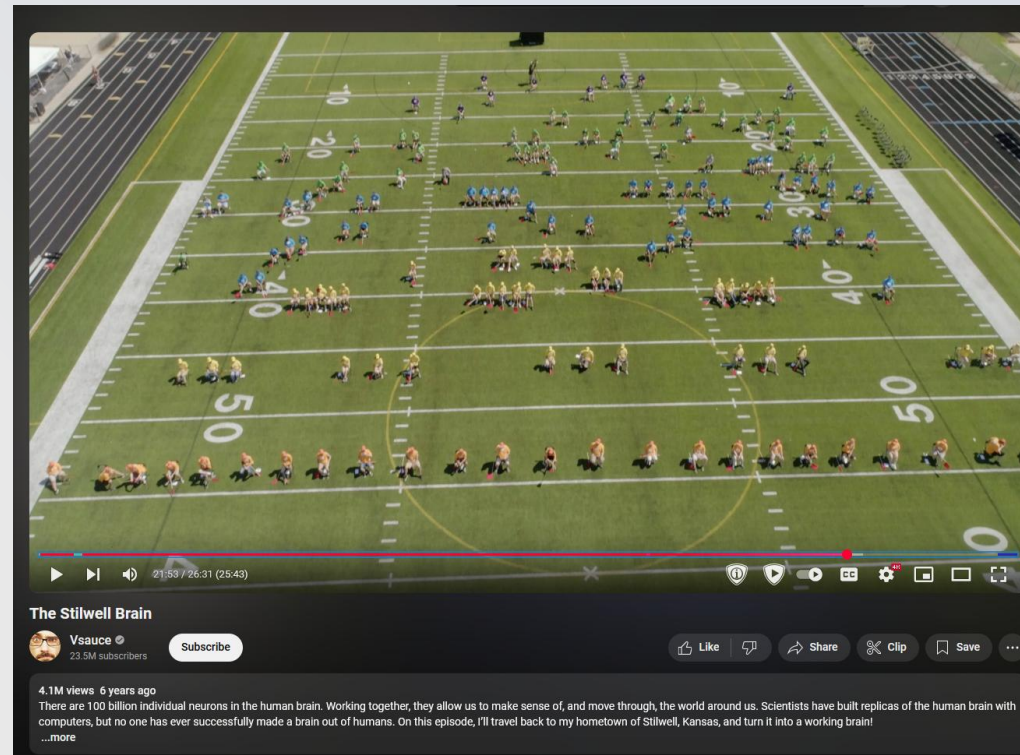 10
10
20
20
30
30
40
40
50
50
21:53 / 26:31 (25:43)
CC
4K
The Stilwell Brain
Vsauce
23.5M subscribers
Subscribe
Like
Share
Clip
Save
4.1M views 6 years ago
There are 100 billion individual neurons in the human brain. Working together, they allow us to make sense of, and move through, the world around us. Scientists have built replicas of the human brain with
computers, but no one has ever successfully made a brain out of humans. On this episode, I'll travel back to my hometown of Stilwell, Kansas, and turn it into a working brain!
...more